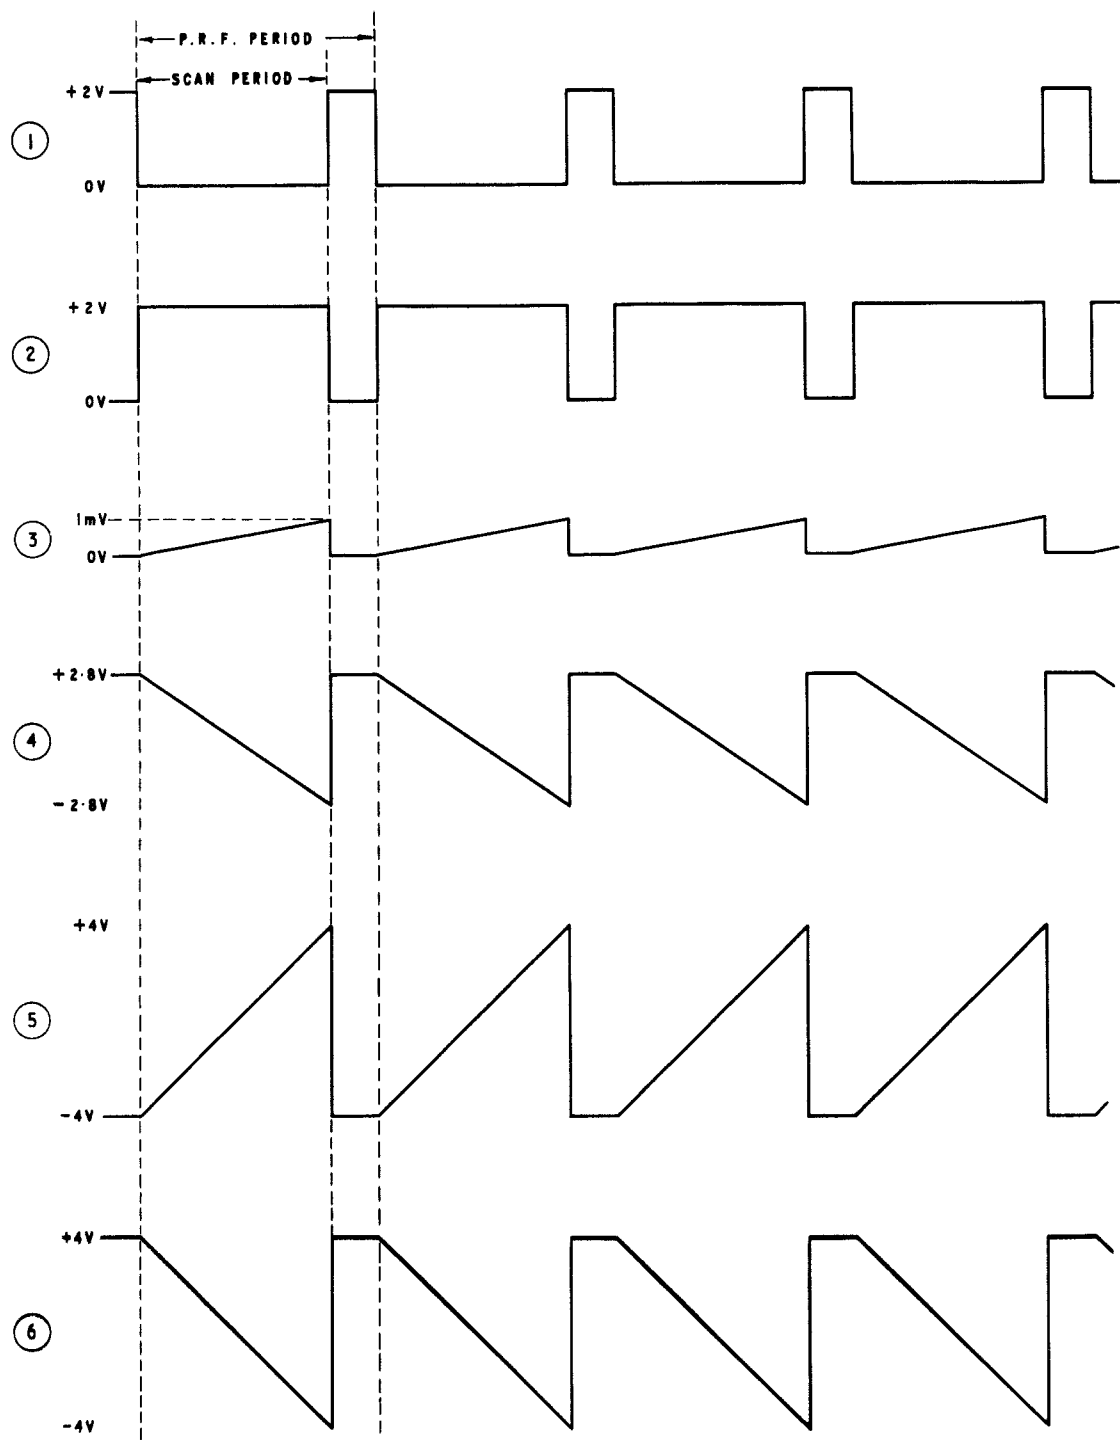 P.R.F. PERIOD
SCAN PERIOD
+2V
1
0V
+2V
2
0V
1mV
3
0V
+2·8V
4
-2·8V
+4V
5
-4V
+4V
6
-4V